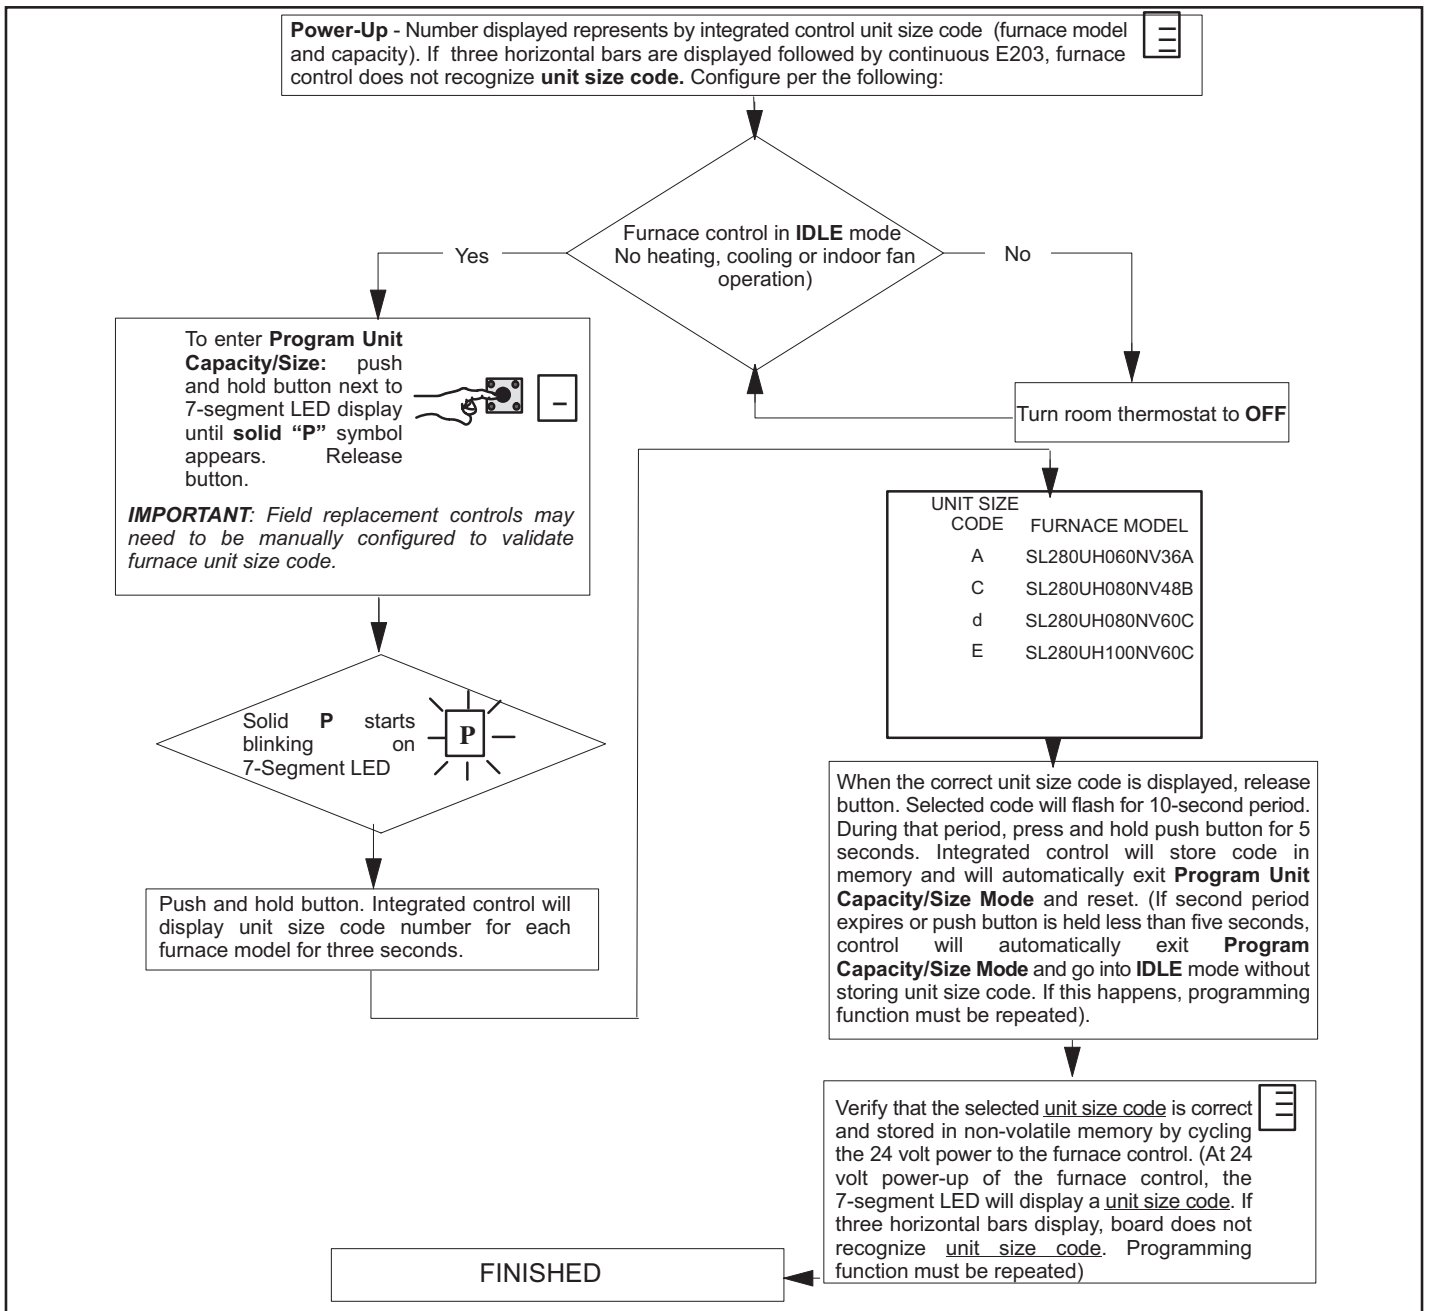 Power-Up - Number displayed represents by integrated control unit size code (furnace model
and capacity). If three horizontal bars are displayed followed by continuous E203, furnace
control does not recognize unit size code. Configure per the following:
Furnace control in IDLE mode
No heating, cooling or indoor fan
operation)
Yes
No
To enter Program Unit
Capacity/Size: push
and hold button next to
7-segment LED display
until solid “P” symbol
appears. Release
button.
IMPORTANT: Field replacement controls may
need to be manually configured to validate
furnace unit size code.
Turn room thermostat to OFF
Solid P starts
blinking on
7-Segment LED
P
Push and hold button. Integrated control will
display unit size code number for each
furnace model for three seconds.
UNIT SIZE
CODE FURNACE MODEL
A SL280UH060NV36A
C SL280UH080NV48B
d SL280UH080NV60C
E SL280UH100NV60C
When the correct unit size code is displayed, release
button. Selected code will flash for 10-second period.
During that period, press and hold push button for 5
seconds. Integrated control will store code in
memory and will automatically exit Program Unit
Capacity/Size Mode and reset. (If second period
expires or push button is held less than five seconds,
control will automatically exit Program
Capacity/Size Mode and go into IDLE mode without
storing unit size code. If this happens, programming
function must be repeated).
Verify that the selected unit size code is correct
and stored in non-volatile memory by cycling
the 24 volt power to the furnace control. (At 24
volt power-up of the furnace control, the
7-segment LED will display a unit size code. If
three horizontal bars display, board does not
recognize unit size code. Programming
function must be repeated)
FINISHED